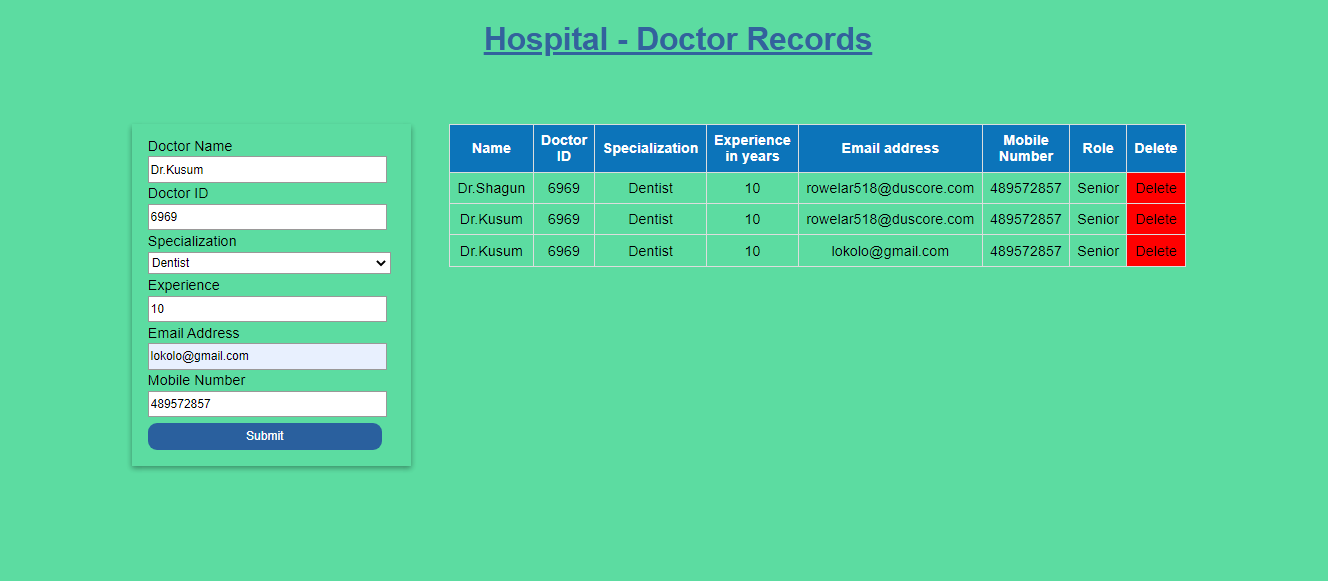 Hospital - Doctor Records
Doctor Name
Dr.Kusum
Doctor ID
6969
Specialization
Dentist
Experience
10
Email Address
lokolo@gmail.com
Mobile Number
489572857
Submit
Name Doctor ID Specialization Experience in years Email address Mobile Number Role Delete
Dr.Shagun 6969 Dentist 10 rowelar518@duscore.com 489572857 Senior Delete
Dr.Kusum 6969 Dentist 10 rowelar518@duscore.com 489572857 Senior Delete
Dr.Kusum 6969 Dentist 10 lokolo@gmail.com 489572857 Senior Delete